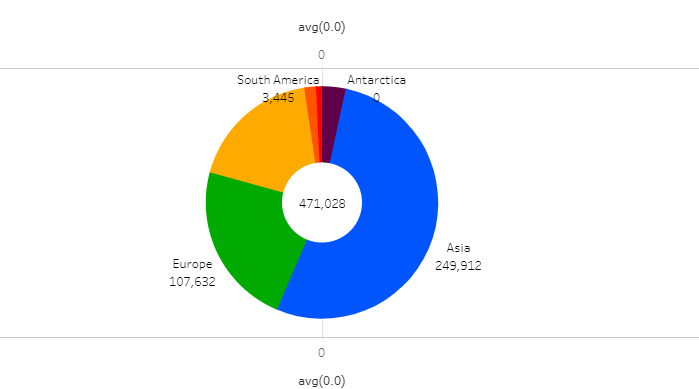 avg(0.0)
0
South America
3,445
Antarctica
0
471,028
Asia
249,912
Europe
107,632
0
avg(0.0)